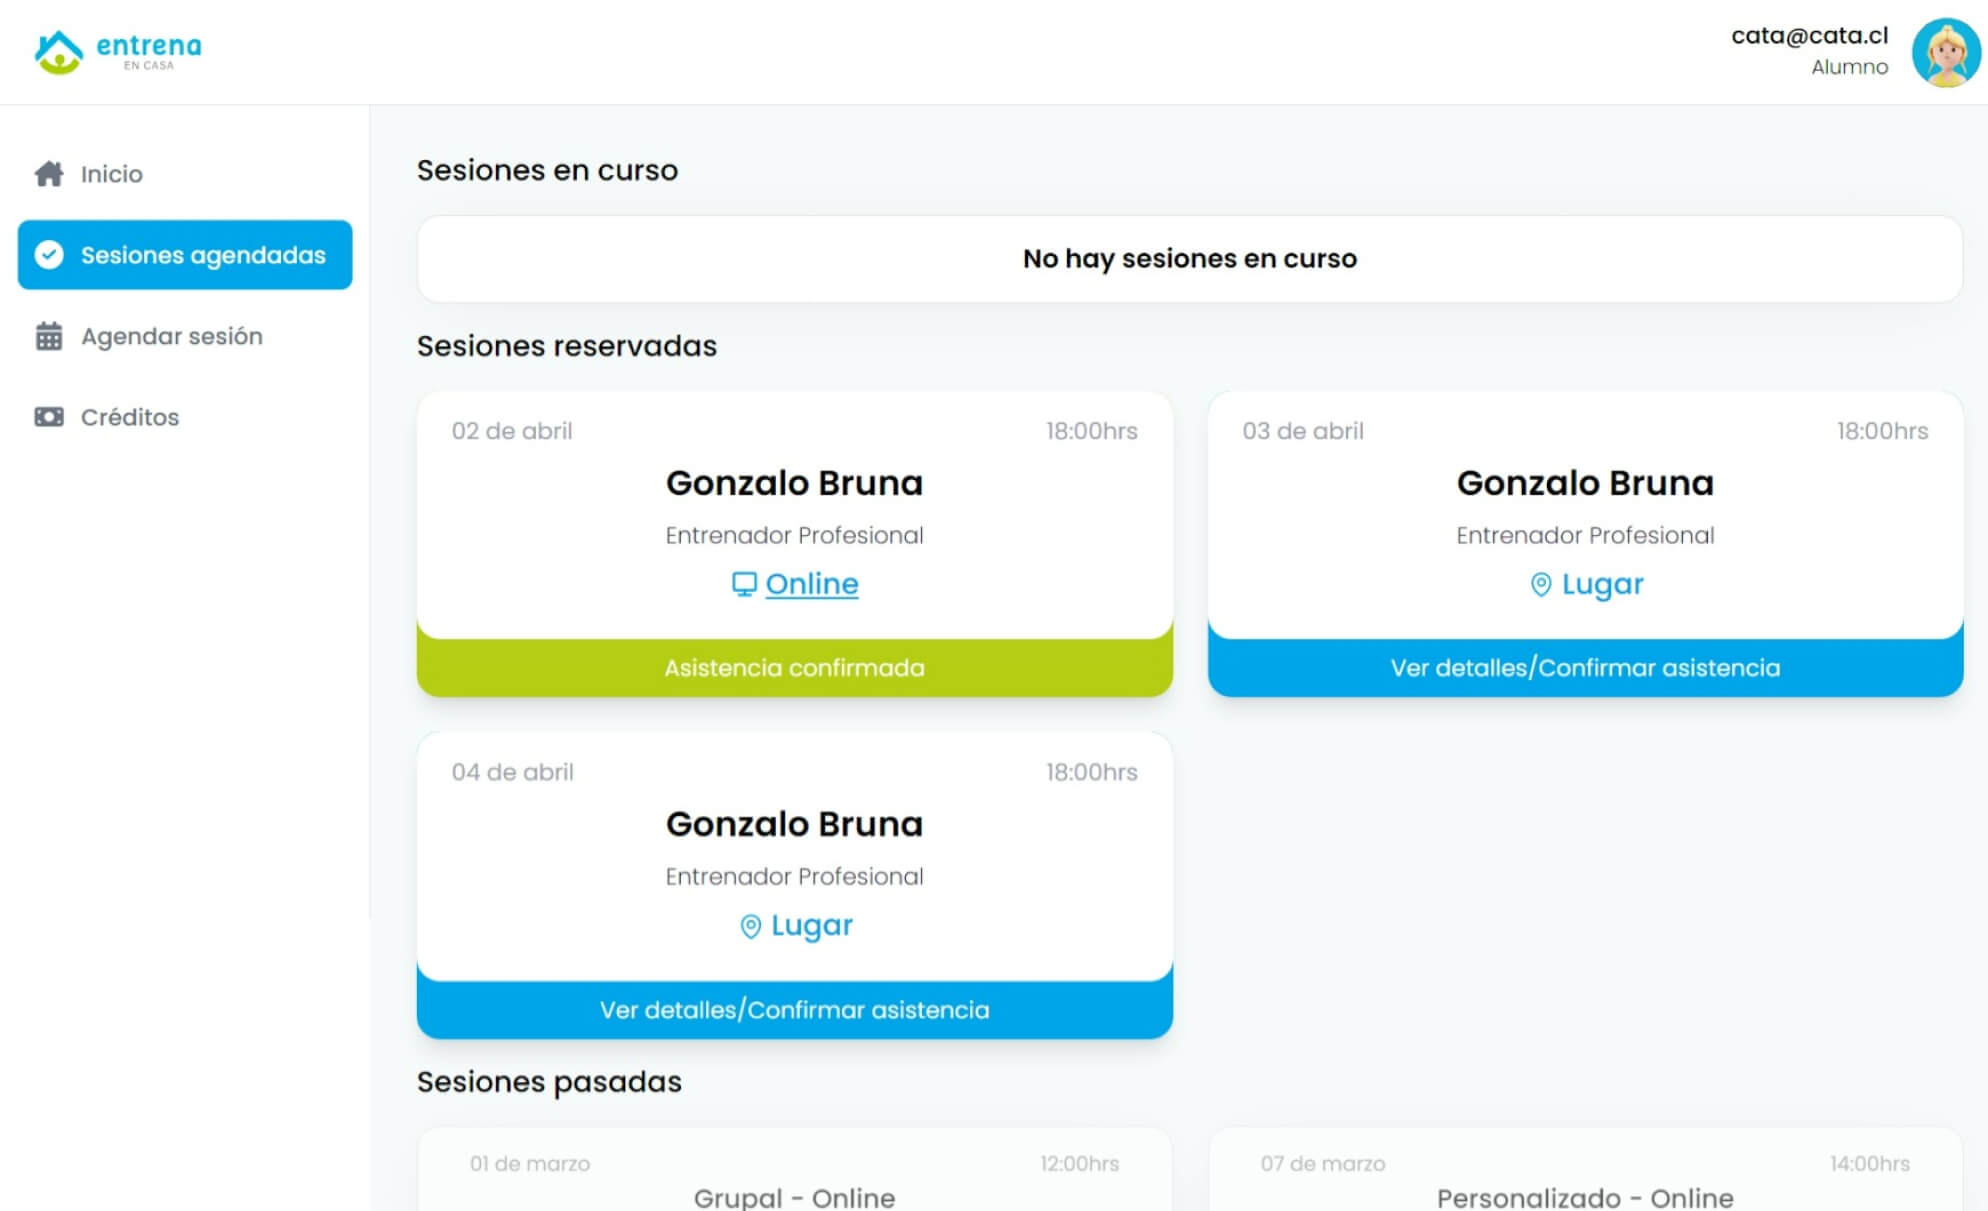 entrena
EN CASA
cata@cata.cl
Alumno
Inicio
Sesiones agendadas
Agendar sesión
Créditos
Sesiones en curso
No hay sesiones en curso
Sesiones reservadas
02 de abril
18:00hrs
Gonzalo Bruna
Entrenador Profesional
Online
Asistencia confirmada
03 de abril
18:00hrs
Gonzalo Bruna
Entrenador Profesional
Lugar
Ver detalles/Confirmar asistencia
04 de abril
18:00hrs
Gonzalo Bruna
Entrenador Profesional
Lugar
Ver detalles/Confirmar asistencia
Sesiones pasadas
01 de marzo
12:00hrs
Grupal - Online
07 de marzo
14:00hrs
Personalizado - Online